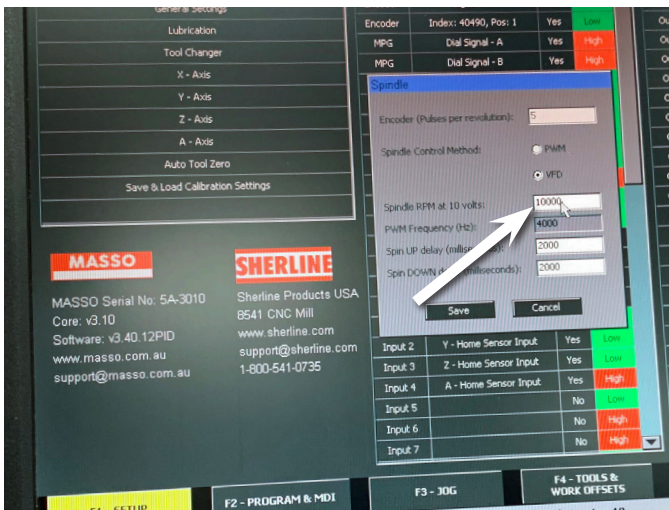 General Settings
Lubrication
Tool Changer
X - Axis
Y - Axis
Z - Axis
A - Axis
Auto Tool Zero
Save & Load Calibration Settings
MASSO
MASSO Serial No: 5A-3010
Core: v3.10
Software: v3.40.12PID
www.masso.com.au
support@masso.com.au
SHERLINE
Sherline Products USA
8541 CNC Mill
www.sherline.com
support@sherline.com
1-800-541-0735
Encoder Index: 40490, Pos: 1 Yes Low
MPG Dial Signal - A Yes High
MPG Dial Signal - B Yes High
Spindle
Encoder (Pulses per revolution): 5
Spindle Control Method: PWM
VFD
Spindle RPM at 10 volts: 10000
PWM Frequency (Hz): 4000
Spin UP delay 2000
Spin DOWN 2000
Save Cancel
Input 2 Y - Home Sensor Input Yes Low
Input 3 Z - Home Sensor Input Yes Low
Input 4 A - Home Sensor Input Yes High
Input 5 No Low
Input 6 No High
Input 7 No High
F1 - SETUP
F2 - PROGRAM & MDI
F3 - JOG
F4 - TOOLS &
WORK OFFSETS